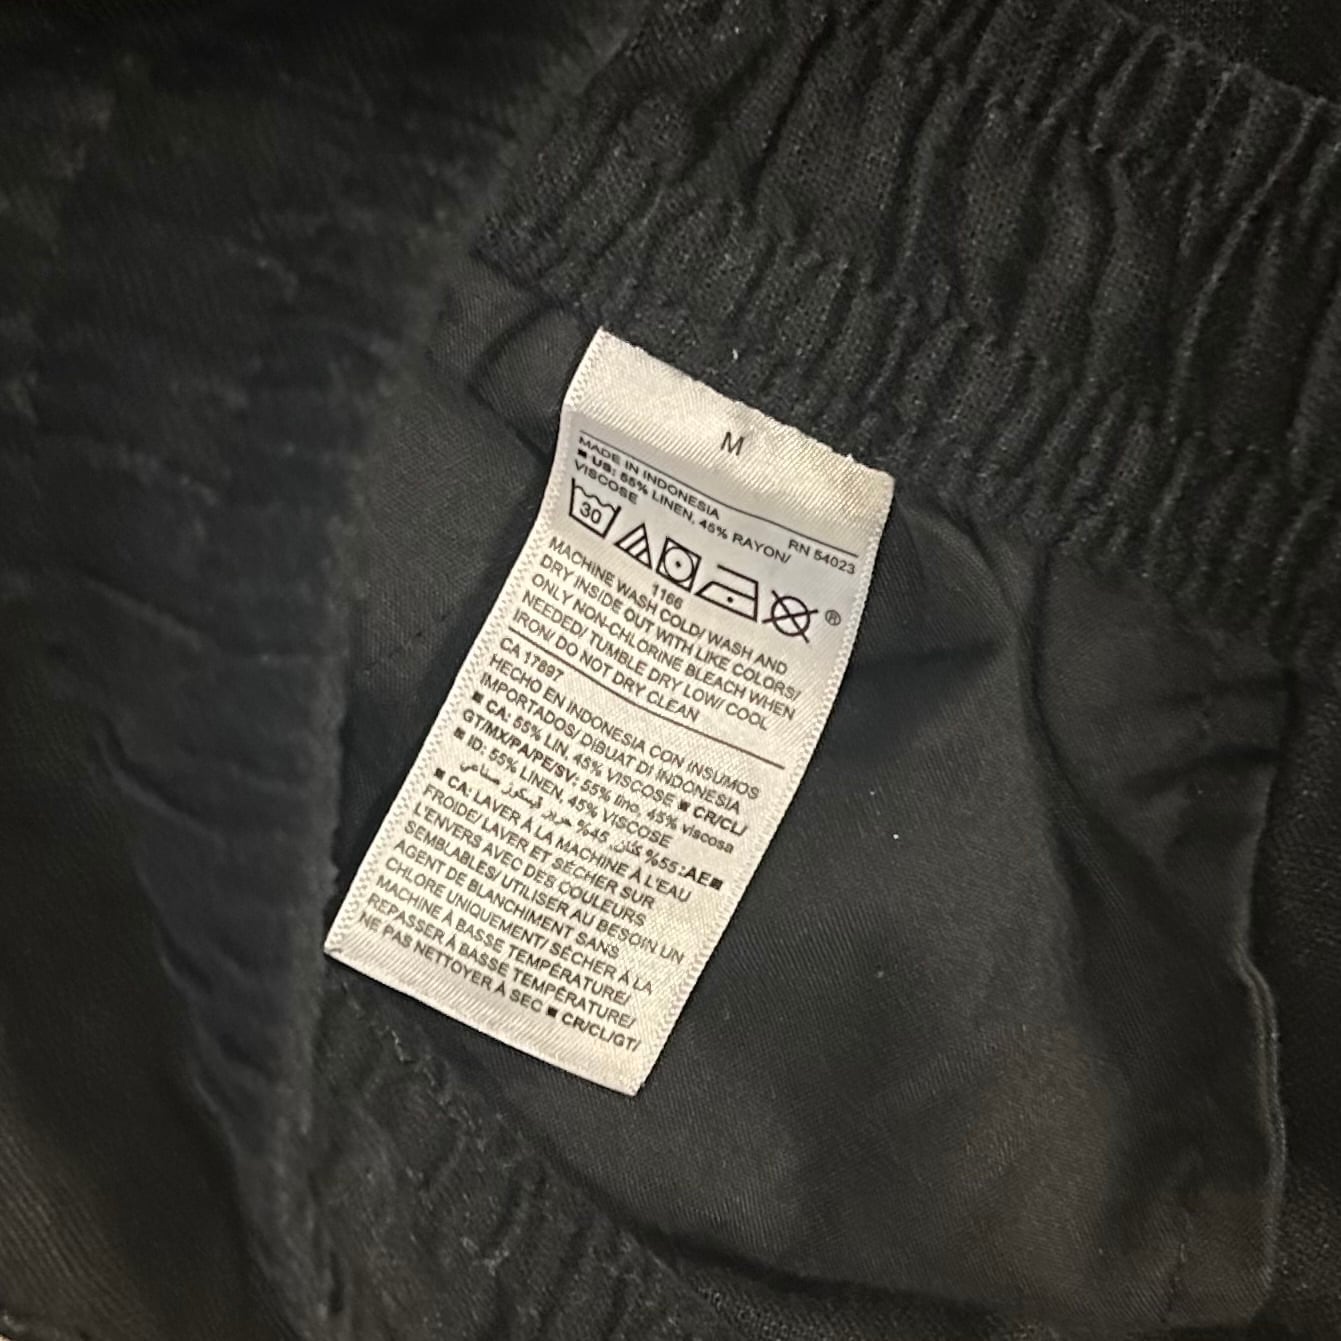 M
MADE IN INDONESIA
RN 54023
■ US: 55% LINEN, 45% RAYON/
VISCOSE
30
®
1166
MACHINE WASH COLD/ WASH AND
DRY INSIDE OUT WITH LIKE COLORS/
ONLY NON-CHLORINE BLEACH WHEN
NEEDED/ TUMBLE DRY LOW/ COOL
IRON/ DO NOT DRY CLEAN
CA 17897
HECHO EN INDONESIA CON INSUMOS
IMPORTADOS/ DIBUAT DI INDONESIA
■ CA: 55% LIN, 45% VISCOSE ■ CR/CL/
GT/MX/PA/PE/SV: 55% lino, 45% viscosa
■ ID: 55% LINEN, 45% VISCOSE
■AE: 55% كتان, 45% صناعي
■ CA: LAVER À LA MACHINE À L'EAU
FROIDE/ LAVER ET SÉCHER SUR
L'ENVERS AVEC DES COULEURS
SEMBLABLES/ UTILISER AU BESOIN UN
AGENT DE BLANCHIMENT SANS
CHLORE UNIQUEMENT/ SÉCHER À LA
MACHINE À BASSE TEMPÉRATURE/
REPASSER À BASSE TEMPÉRATURE/
NE PAS NETTOYER À SEC ■ CR/CL/GT/